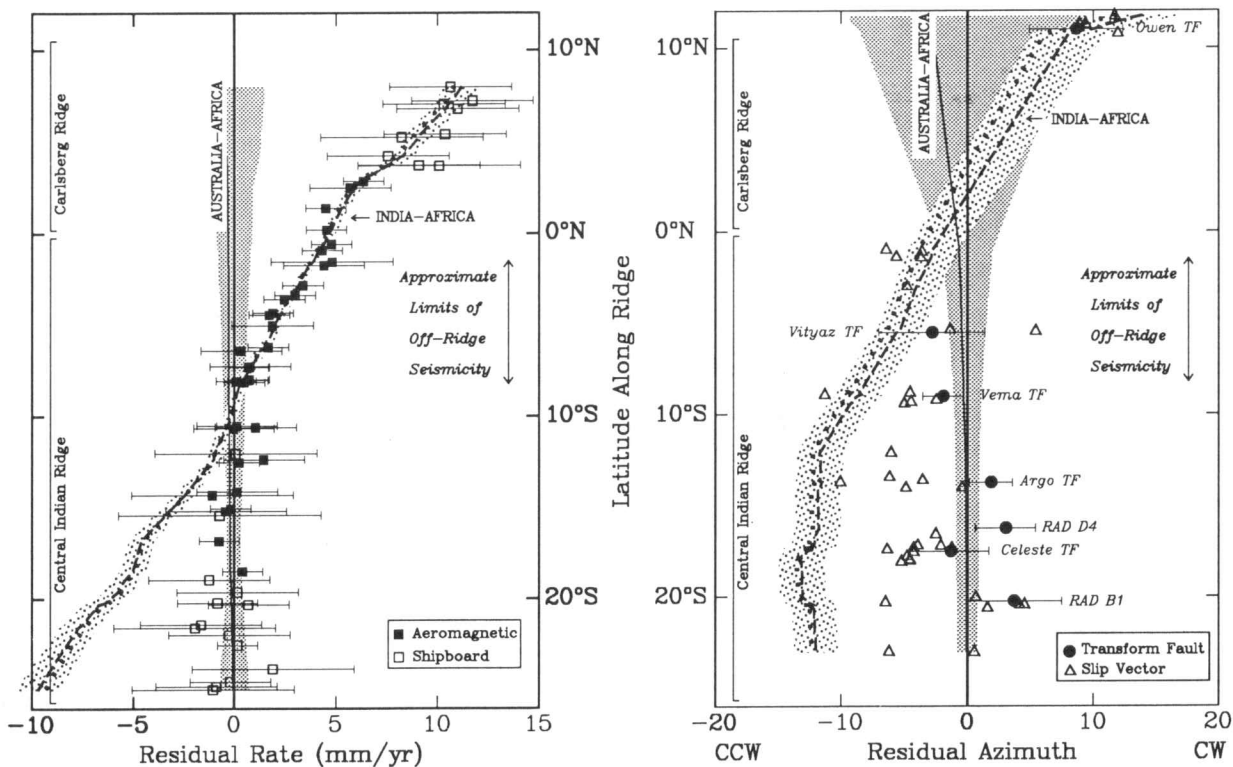 10°N
0°N
10°S
20°S
Latitude Along Ridge
Carlsberg Ridge
Central Indian Ridge
AUSTRALIA–AFRICA
INDIA–AFRICA
Approximate
Limits of
Off–Ridge
Seismicity
■ Aeromagnetic
□ Shipboard
−10 −5 0 5 10 15
Residual Rate (mm/yr)
10°N
0°N
10°S
20°S
Carlsberg Ridge
Central Indian Ridge
AUSTRALIA–AFRICA
Owen TF
INDIA–AFRICA
Approximate
Limits of
Off–Ridge
Seismicity
Vityaz TF
Vema TF
Argo TF
RAD D4
Celeste TF
RAD B1
● Transform Fault
△ Slip Vector
−20 −10 0 10 20
CCW Residual Azimuth CW